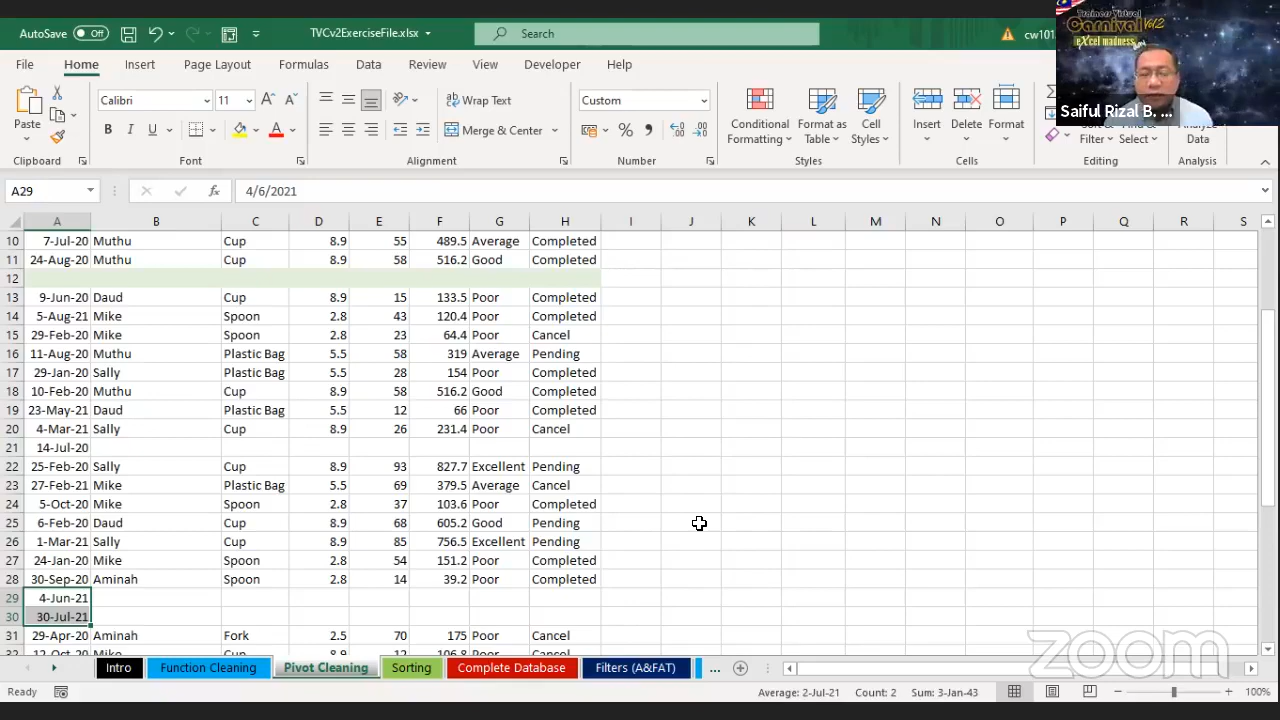 AutoSave Off TVCv2ExerciseFile.xlsx Search cw101
Trainers Virtual
Carnival Vol2
eXcel madness
Saiful Rizal B. ...
File Home Insert Page Layout Formulas Data Review View Developer Help
Calibri 11 Wrap Text Custom
Paste B I U Merge & Center % Conditional Formatting Format as Table Cell Styles Insert Delete Format Filter Select Data
Clipboard Font Alignment Number Styles Cells Editing Analysis
A29 fx 4/6/2021
A B C D E F G H I J K L M N O P Q R S
10 7-Jul-20 Muthu Cup 8.9 55 489.5 Average Completed
11 24-Aug-20 Muthu Cup 8.9 58 516.2 Good Completed
12
13 9-Jun-20 Daud Cup 8.9 15 133.5 Poor Completed
14 5-Aug-21 Mike Spoon 2.8 43 120.4 Poor Completed
15 29-Feb-20 Mike Spoon 2.8 23 64.4 Poor Cancel
16 11-Aug-20 Muthu Plastic Bag 5.5 58 319 Average Pending
17 29-Jan-20 Sally Plastic Bag 5.5 28 154 Poor Completed
18 10-Feb-20 Muthu Cup 8.9 58 516.2 Good Completed
19 23-May-21 Daud Plastic Bag 5.5 12 66 Poor Completed
20 4-Mar-21 Sally Cup 8.9 26 231.4 Poor Cancel
21 14-Jul-20
22 25-Feb-20 Sally Cup 8.9 93 827.7 Excellent Pending
23 27-Feb-21 Mike Plastic Bag 5.5 69 379.5 Average Cancel
24 5-Oct-20 Mike Spoon 2.8 37 103.6 Poor Completed
25 6-Feb-20 Daud Cup 8.9 68 605.2 Good Pending
26 1-Mar-21 Sally Cup 8.9 85 756.5 Excellent Pending
27 24-Jan-20 Mike Spoon 2.8 54 151.2 Poor Completed
28 30-Sep-20 Aminah Spoon 2.8 14 39.2 Poor Completed
29 4-Jun-21
30 30-Jul-21
31 29-Apr-20 Aminah Fork 2.5 70 175 Poor Cancel
zoom
Intro Function Cleaning Pivot Cleaning Sorting Complete Database Filters (A&FAT) ...
Ready Average: 2-Jul-21 Count: 2 Sum: 3-Jan-43 100%